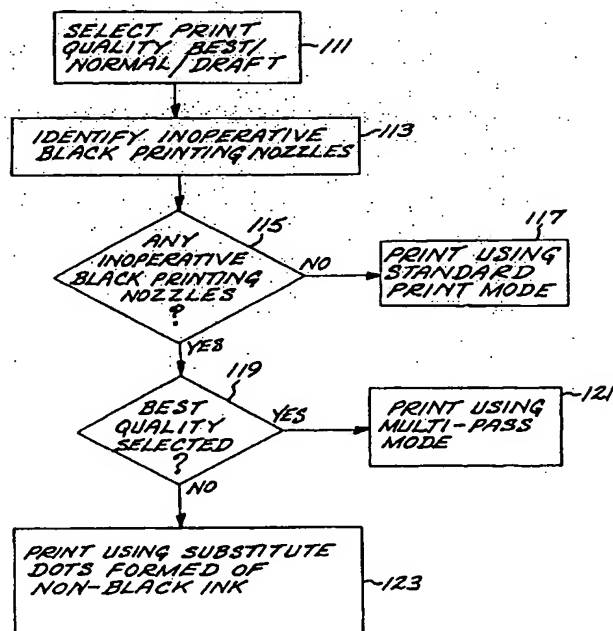 SELECT PRINT
QUALITY BEST/
NORMAL/DRAFT
111
IDENTIFY INOPERATIVE
BLACK PRINTING NOZZLES
113
115
ANY
INOPERATIVE
BLACK PRINTING
NOZZLES
?
NO
117
PRINT USING
STANDARD
PRINT MODE
YES
119
BEST
QUALITY
SELECTED
?
YES
121
PRINT USING
MULTI-PASS
MODE
NO
PRINT USING SUBSTITUTE
DOTS FORMED OF
NON-BLACK INK
123